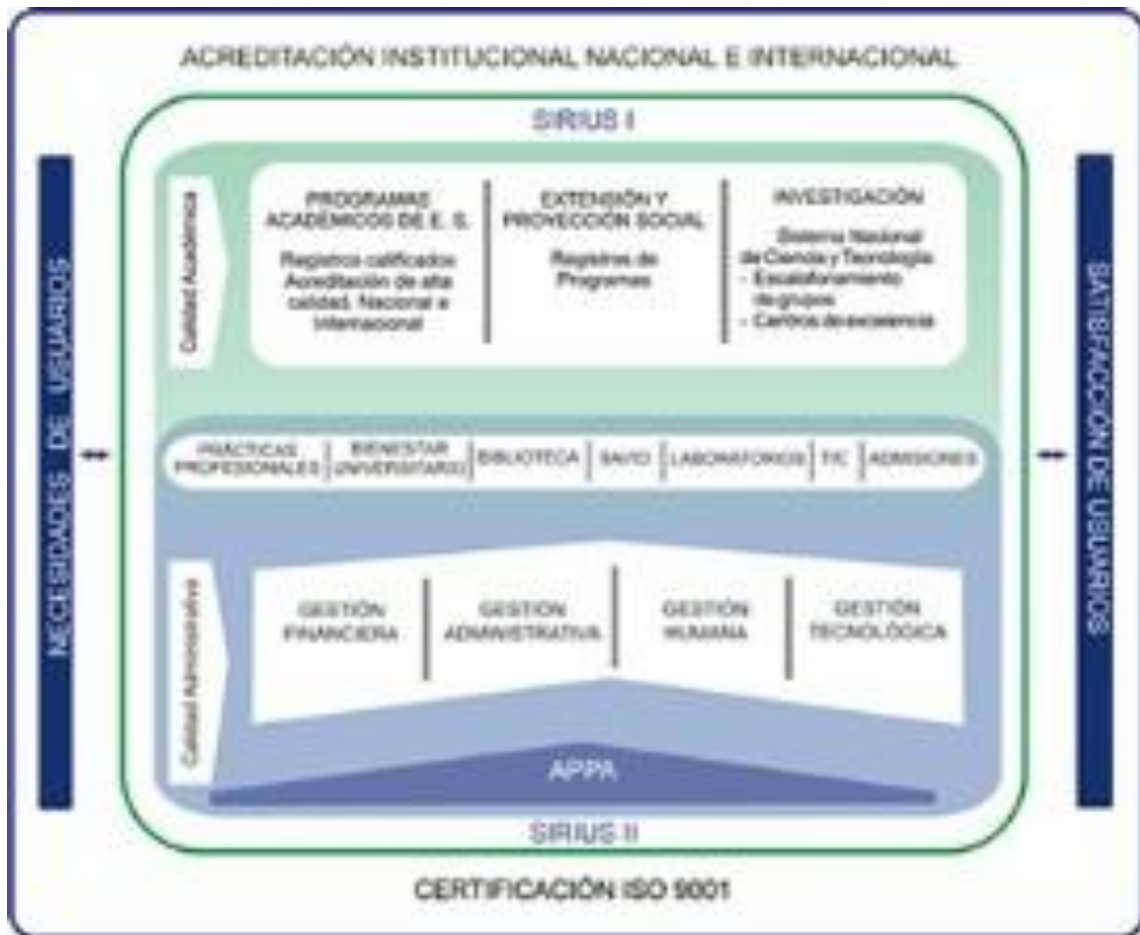 ACREDITACIÓN INSTITUCIONAL NACIONAL E INTERNACIONAL
SIRIUS I
NECESIDADES DE USUARIOS
Calidad Académica
PROGRAMAS
ACADÉMICOS DE E. S.
Registros calificados
Acreditación de alta
calidad, Nacional e
Internacional
EXTENSIÓN Y
PROYECCIÓN SOCIAL
Registros de
Programas
INVESTIGACIÓN
Sistema Nacional
de Ciencia y Tecnología
- Escalafonamiento
de grupos
- Centros de excelencia
SATISFACCIÓN DE USUARIOS
PRÁCTICAS
PROFESIONALES
BIENESTAR
UNIVERSITARIO
BIBLIOTECA
SAVIO
LABORATORIOS
TIC
ADMISIONES
Calidad Administrativa
GESTIÓN
FINANCIERA
GESTION
ADMINISTRATIVA
GESTIÓN
HUMANA
GESTIÓN
TECNOLÓGICA
APPA
SIRIUS II
CERTIFICACIÓN ISO 9001